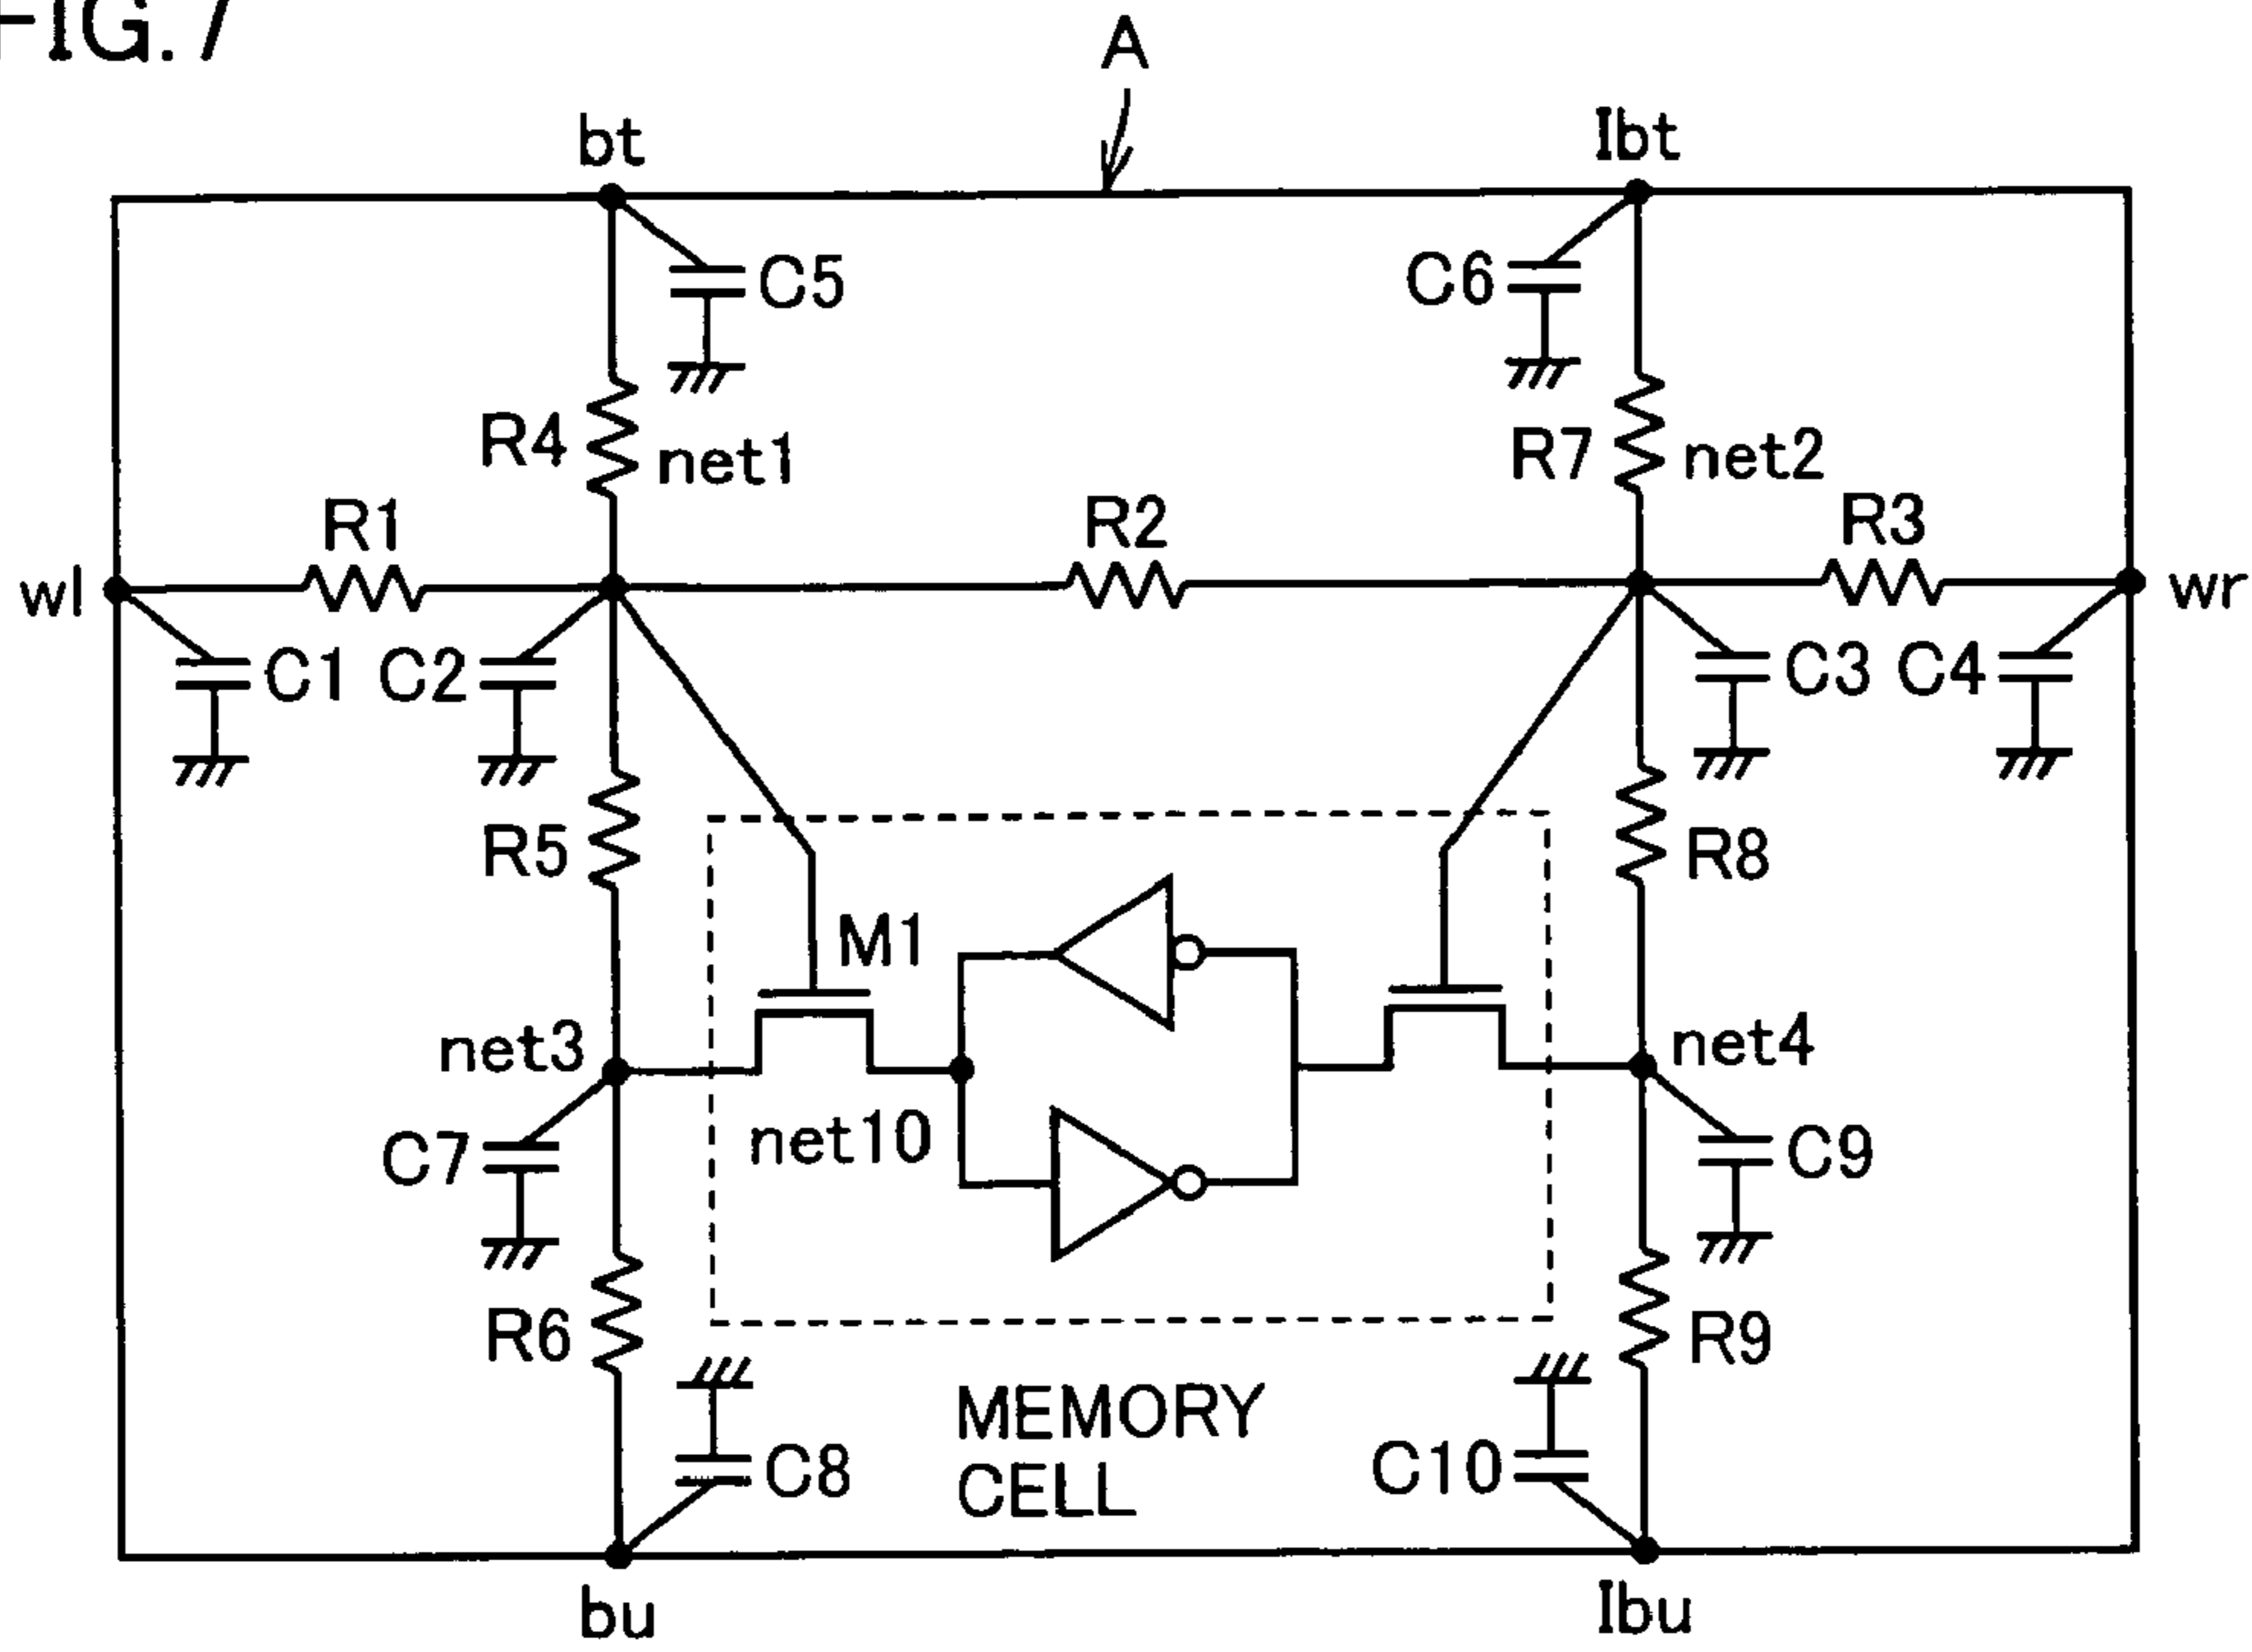 FIG. 7
A
bt
Ibt
C5
C6
R4
net1
R7
net2
R1
R2
R3
wl
wr
C1
C2
C3
C4
R5
R8
M1
net3
net4
net10
C7
C9
R6
R9
MEMORY
CELL
C8
C10
bu
Ibu